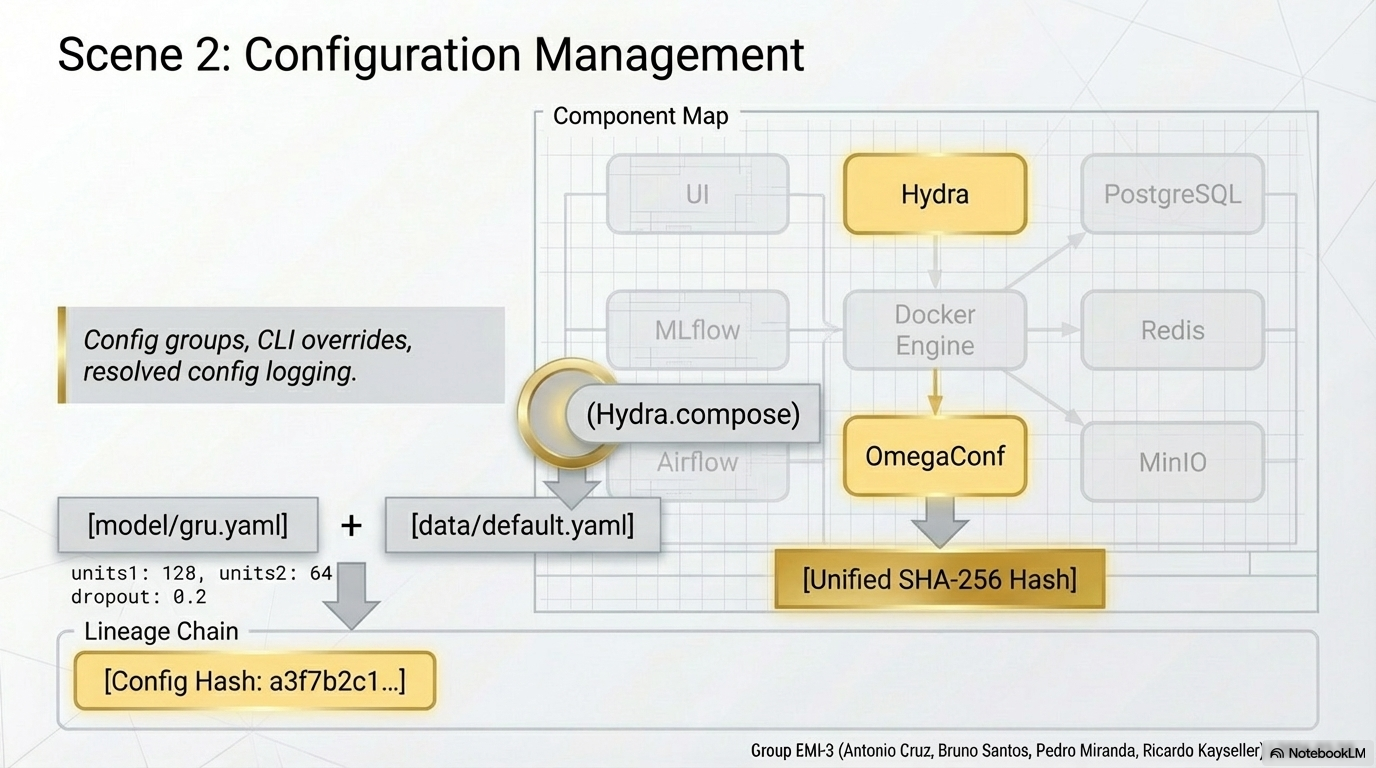 Scene 2: Configuration Management
Component Map
UI
Hydra
PostgreSQL
MLflow
Docker
Engine
Redis
Config groups, CLI overrides,
resolved config logging.
(Hydra.compose)
Airflow
OmegaConf
MinIO
[model/gru.yaml]
+
[data/default.yaml]
units1: 128, units2: 64
dropout: 0.2
[Unified SHA-256 Hash]
Lineage Chain
[Config Hash: a3f7b2c1...]
Group EMI-3 (Antonio Cruz, Bruno Santos, Pedro Miranda, Ricardo Kayseller)
NotebookLM